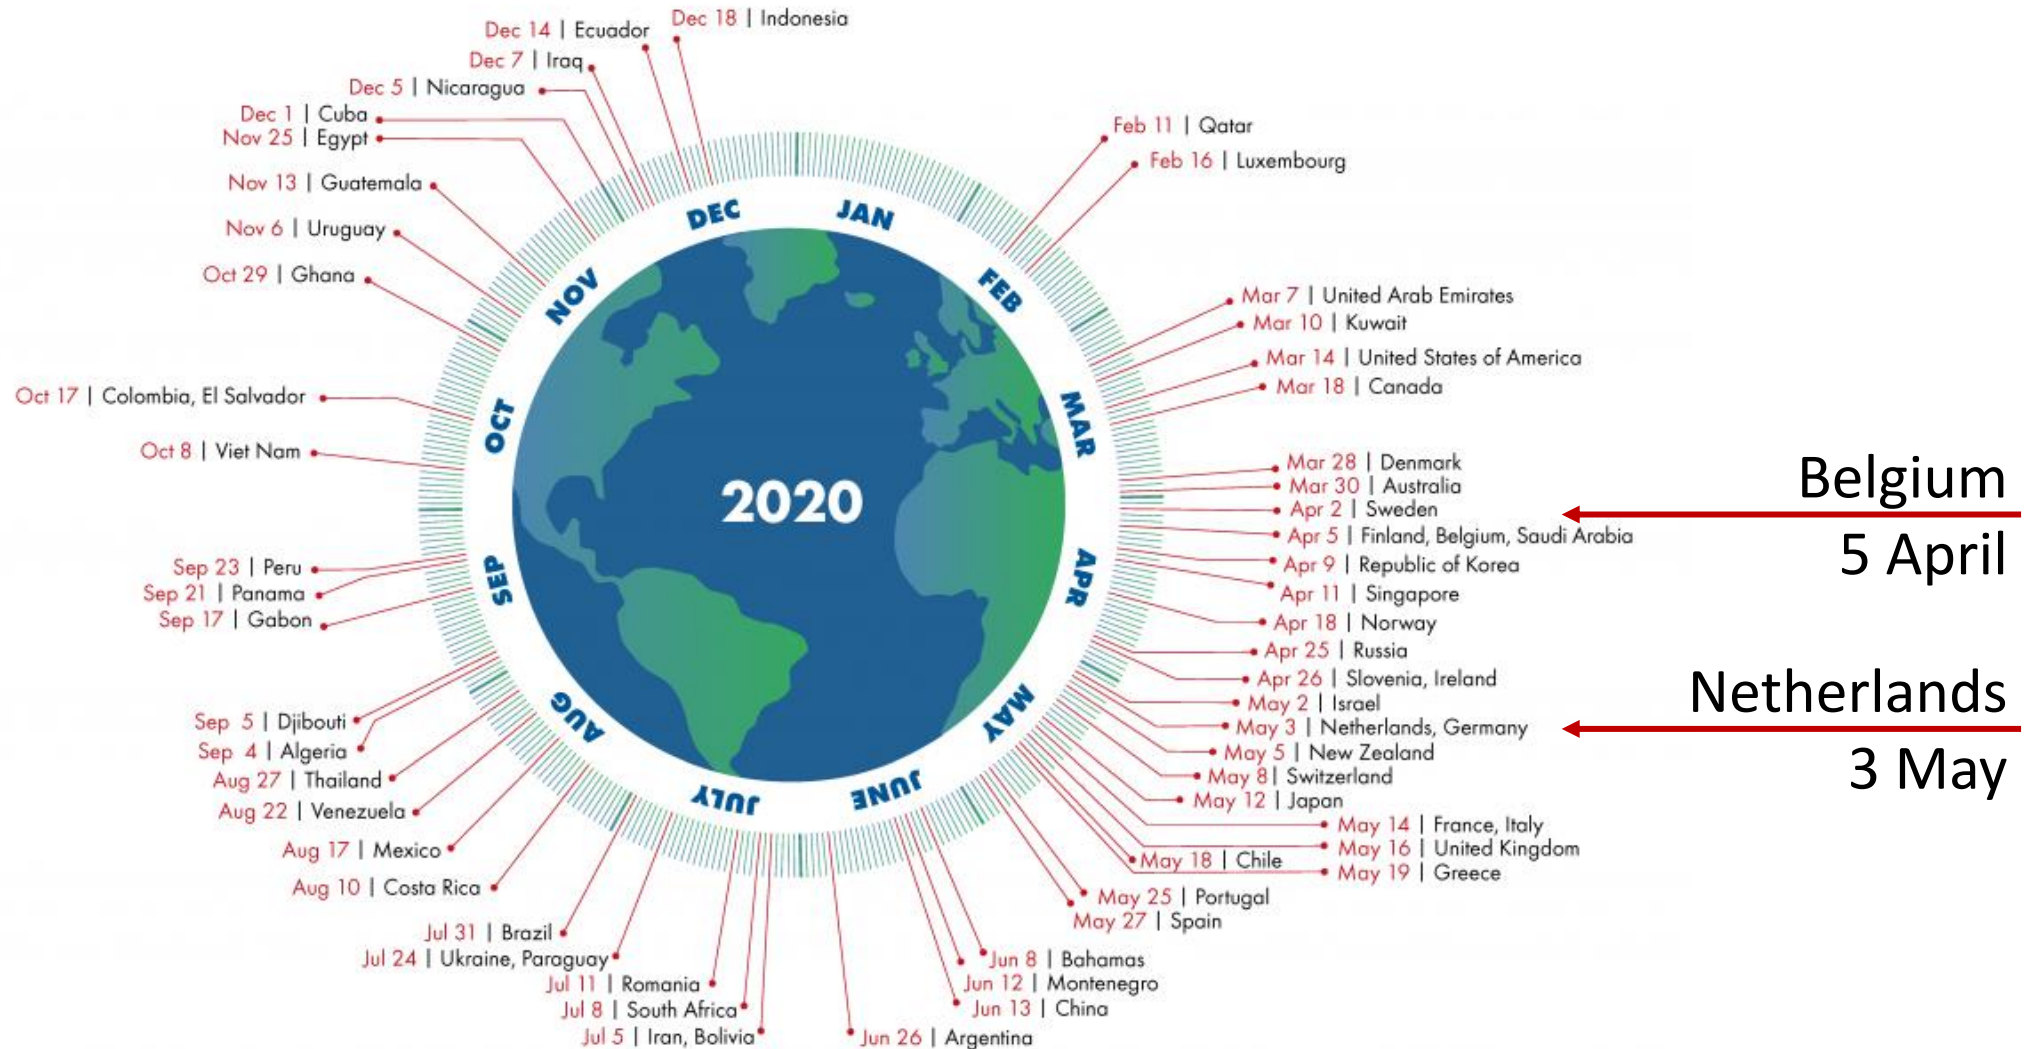 Dec 18 | Indonesia
Dec 14 | Ecuador
Dec 7 | Iraq
Dec 5 | Nicaragua
Dec 1 | Cuba
Nov 25 | Egypt
Nov 13 | Guatemala
Nov 6 | Uruguay
Oct 29 | Ghana
Oct 17 | Colombia, El Salvador
Oct 8 | Viet Nam
Sep 23 | Peru
Sep 21 | Panama
Sep 17 | Gabon
Sep 5 | Djibouti
Sep 4 | Algeria
Aug 27 | Thailand
Aug 22 | Venezuela
Aug 17 | Mexico
Aug 10 | Costa Rica
Jul 31 | Brazil
Jul 24 | Ukraine, Paraguay
Jul 11 | Romania
Jul 8 | South Africa
Jul 5 | Iran, Bolivia
JAN
FEB
MAR
APR
MAY
JUNE
JULY
AUG
SEP
OCT
NOV
DEC
2020
Feb 11 | Qatar
Feb 16 | Luxembourg
Mar 7 | United Arab Emirates
Mar 10 | Kuwait
Mar 14 | United States of America
Mar 18 | Canada
Mar 28 | Denmark
Mar 30 | Australia
Apr 2 | Sweden
Apr 5 | Finland, Belgium, Saudi Arabia
Apr 9 | Republic of Korea
Apr 11 | Singapore
Apr 18 | Norway
Apr 25 | Russia
Apr 26 | Slovenia, Ireland
May 2 | Israel
May 3 | Netherlands, Germany
May 5 | New Zealand
May 8| Switzerland
May 12 | Japan
May 14 | France, Italy
May 16 | United Kingdom
May 18 | Chile
May 19 | Greece
May 25 | Portugal
May 27 | Spain
Jun 8 | Bahamas
Jun 12 | Montenegro
Jun 13 | China
Jun 26 | Argentina
Belgium
5 April
Netherlands
3 May